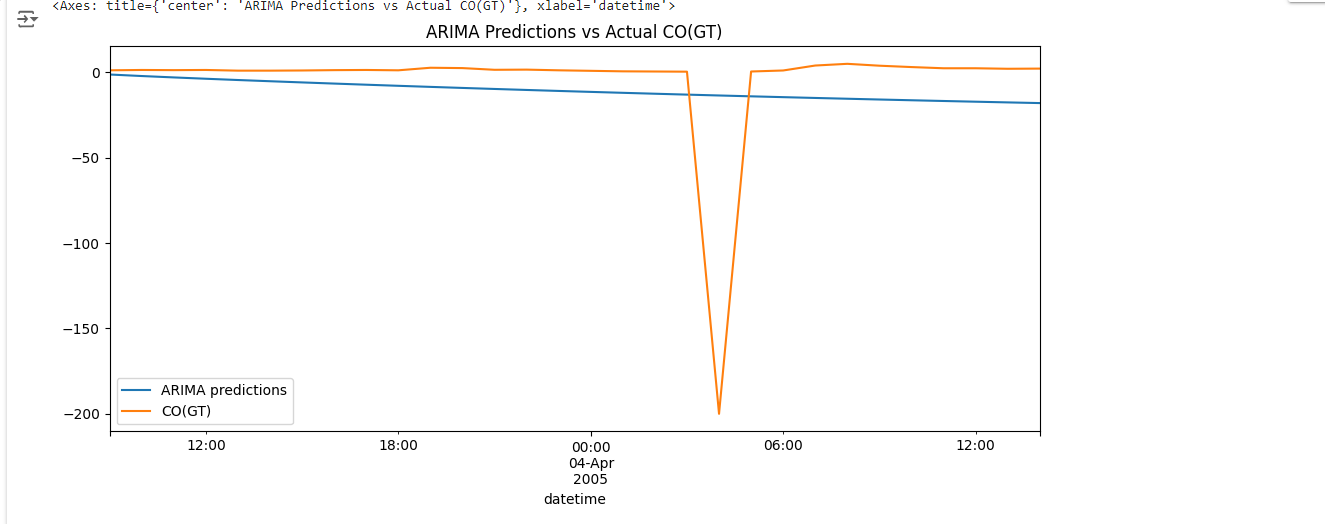 <Axes: title={'center': 'ARIMA Predictions vs Actual CO(GT)'}, xlabel='datetime'>
ARIMA Predictions vs Actual CO(GT)
0
−50
−100
−150
−200
ARIMA predictions
CO(GT)
12:00
18:00
00:00
04-Apr
2005
06:00
12:00
datetime